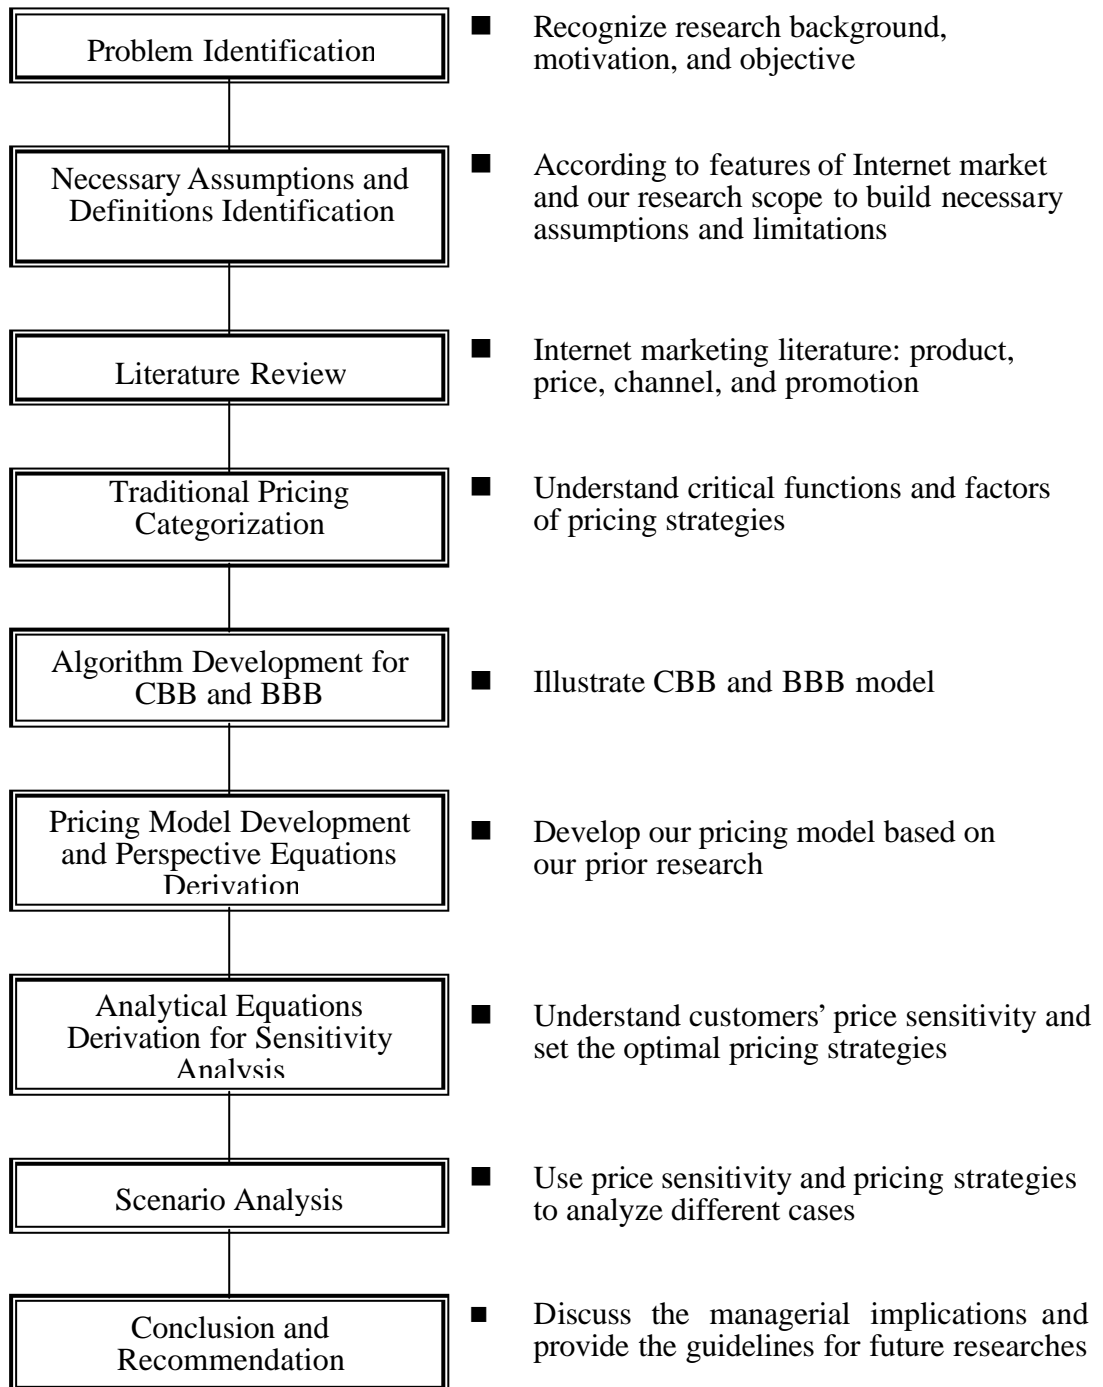 Problem Identification
■ Recognize research background,
motivation, and objective
Necessary Assumptions and
Definitions Identification
■ According to features of Internet market
and our research scope to build necessary
assumptions and limitations
Literature Review
■ Internet marketing literature: product,
price, channel, and promotion
Traditional Pricing
Categorization
■ Understand critical functions and factors
of pricing strategies
Algorithm Development for
CBB and BBB
■ Illustrate CBB and BBB model
Pricing Model Development
and Perspective Equations
Derivation
■ Develop our pricing model based on
our prior research
Analytical Equations
Derivation for Sensitivity
Analysis
■ Understand customers’ price sensitivity and
set the optimal pricing strategies
Scenario Analysis
■ Use price sensitivity and pricing strategies
to analyze different cases
Conclusion and
Recommendation
■ Discuss the managerial implications and
provide the guidelines for future researches